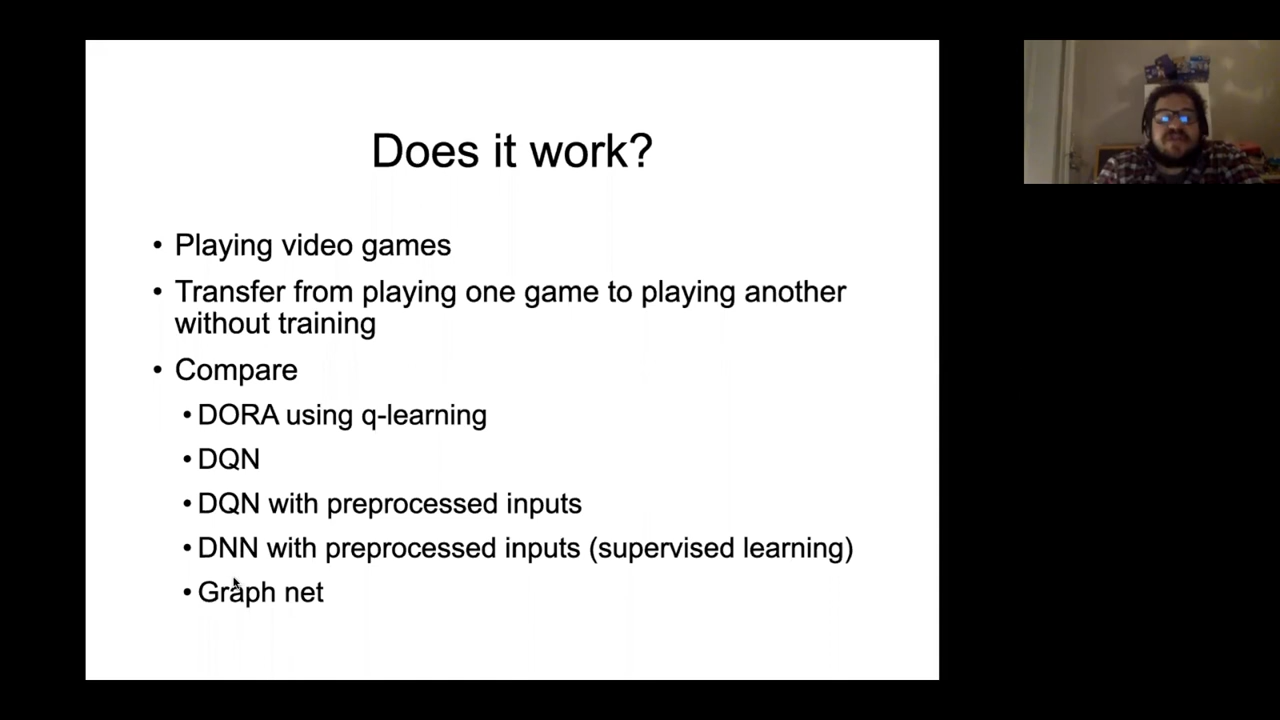 Does it work?
• Playing video games
• Transfer from playing one game to playing another
without training
• Compare
• DORA using q-learning
• DQN
• DQN with preprocessed inputs
• DNN with preprocessed inputs (supervised learning)
• Graph net